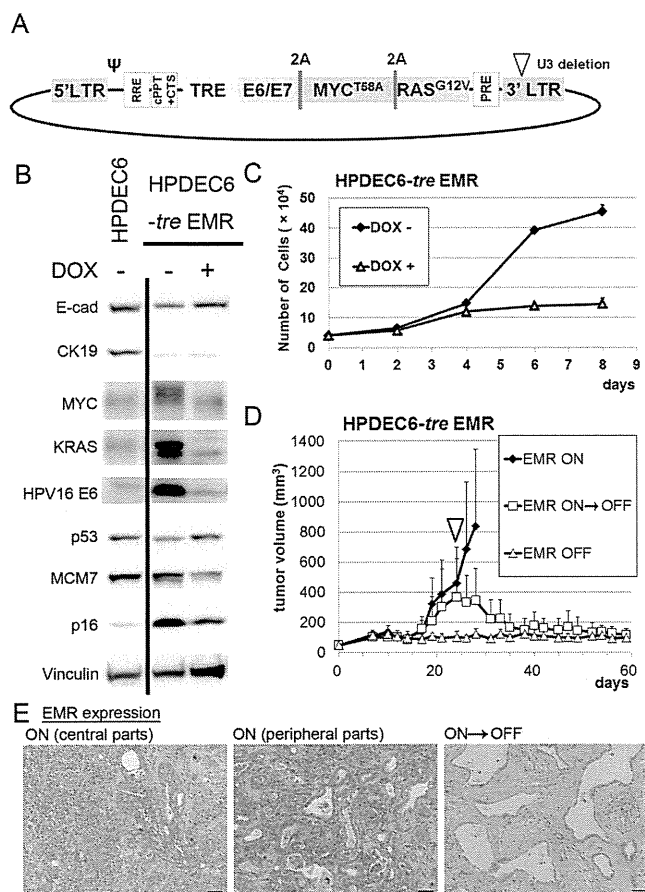 A
5'LTR Ψ RRE cPPT +CTS TRE E6/E7 2A MYC^T58A 2A RAS^G12V PRE 3' LTR U3 deletion
B
HPDEC6
HPDEC6
-tre EMR
DOX - - +
E-cad
CK19
MYC
KRAS
HPV16 E6
p53
MCM7
p16
Vinculin
C
HPDEC6-tre EMR
Number of Cells ( × 10⁴)
50
40
30
20
10
0
DOX -
DOX +
0 1 2 3 4 5 6 7 8 9
days
D
HPDEC6-tre EMR
tumor volume (mm³)
1400
1200
1000
800
600
400
200
0
EMR ON
EMR ON→OFF
EMR OFF
0 20 40 60
days
E EMR expression
ON (central parts)
ON (peripheral parts)
ON→OFF